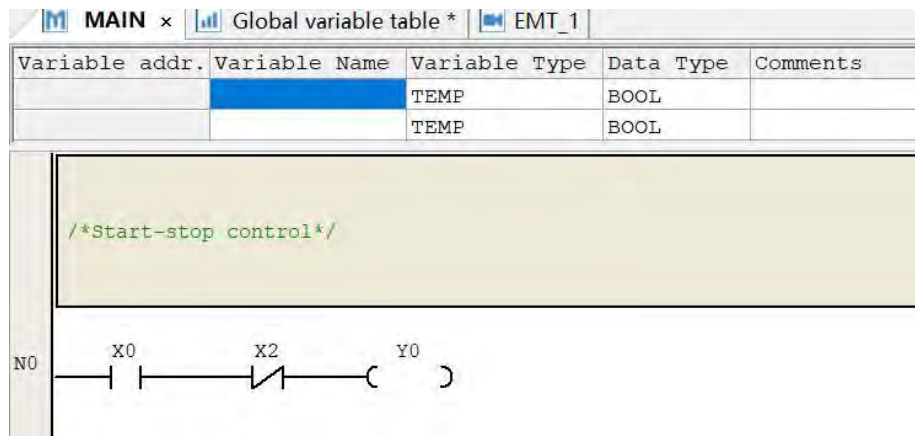 MAIN × Global variable table * EMT_1
Variable addr. Variable Name Variable Type Data Type Comments
TEMP BOOL
TEMP BOOL
/*Start-stop control*/
X0 X2 Y0
N0